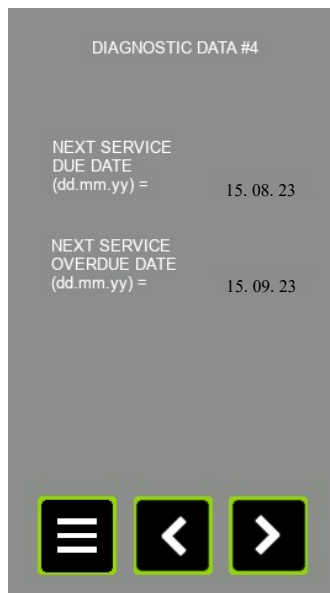 DIAGNOSTIC DATA #4
NEXT SERVICE
DUE DATE
(dd.mm.yy) = 15. 08. 23
NEXT SERVICE
OVERDUE DATE
(dd.mm.yy) = 15. 09. 23